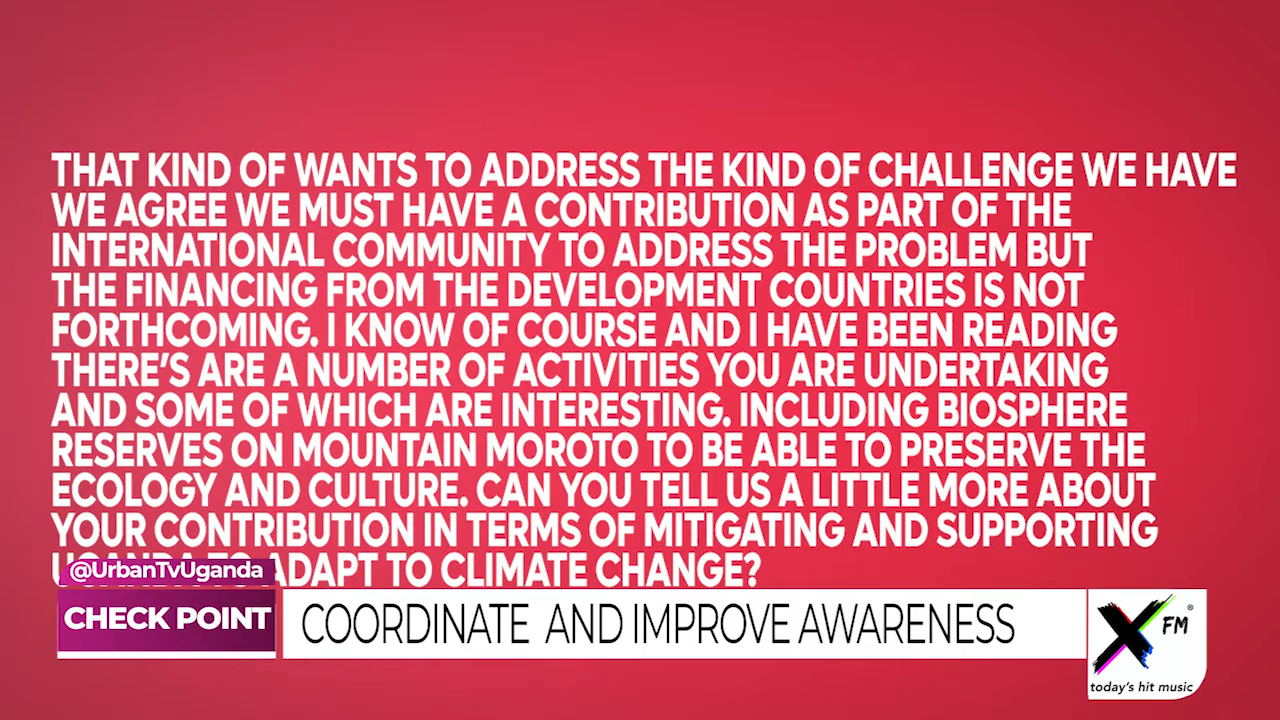 THAT KIND OF WANTS TO ADDRESS THE KIND OF CHALLENGE WE HAVE
WE AGREE WE MUST HAVE A CONTRIBUTION AS PART OF THE
INTERNATIONAL COMMUNITY TO ADDRESS THE PROBLEM BUT
THE FINANCING FROM THE DEVELOPMENT COUNTRIES IS NOT
FORTHCOMING. I KNOW OF COURSE AND I HAVE BEEN READING
THERE'S ARE A NUMBER OF ACTIVITIES YOU ARE UNDERTAKING
AND SOME OF WHICH ARE INTERESTING. INCLUDING BIOSPHERE
RESERVES ON MOUNTAIN MOROTO TO BE ABLE TO PRESERVE THE
ECOLOGY AND CULTURE. CAN YOU TELL US A LITTLE MORE ABOUT
YOUR CONTRIBUTION IN TERMS OF MITIGATING AND SUPPORTING
ADAPT TO CLIMATE CHANGE?
@UrbanTvUganda
CHECK POINT
COORDINATE AND IMPROVE AWARENESS
X FM ®
today's hit music